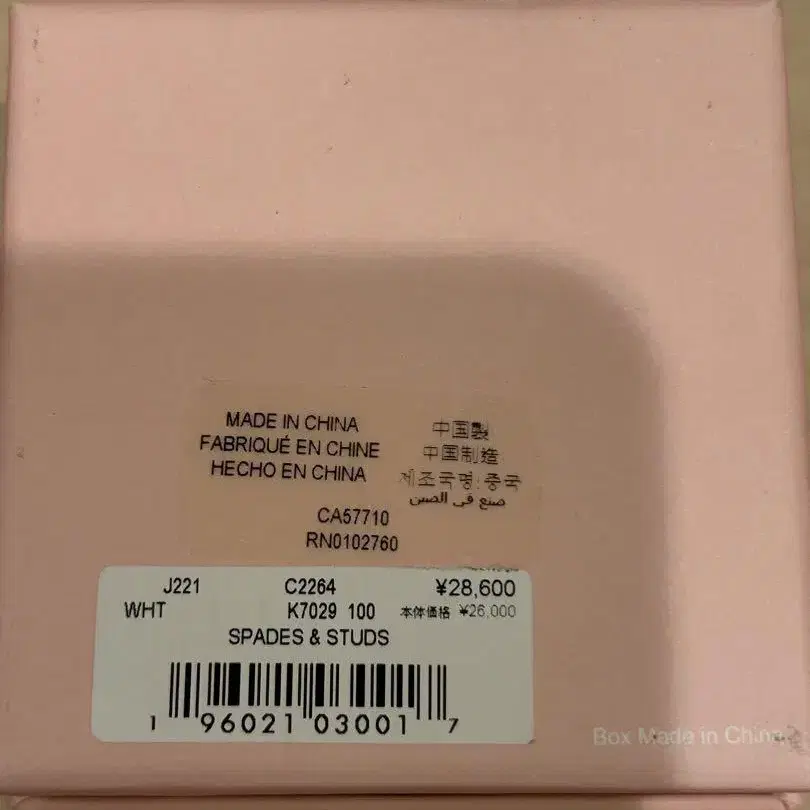 MADE IN CHINA
FABRIQUÉ EN CHINE
HECHO EN CHINA
中国製
中国制造
제조국명:중국
صنع في الصين
CA57710
RN0102760
J221 C2264 ¥28,600
WHT K7029 100 本体価格 ¥26,000
SPADES & STUDS
1 96021 03001 7
Box Made in China